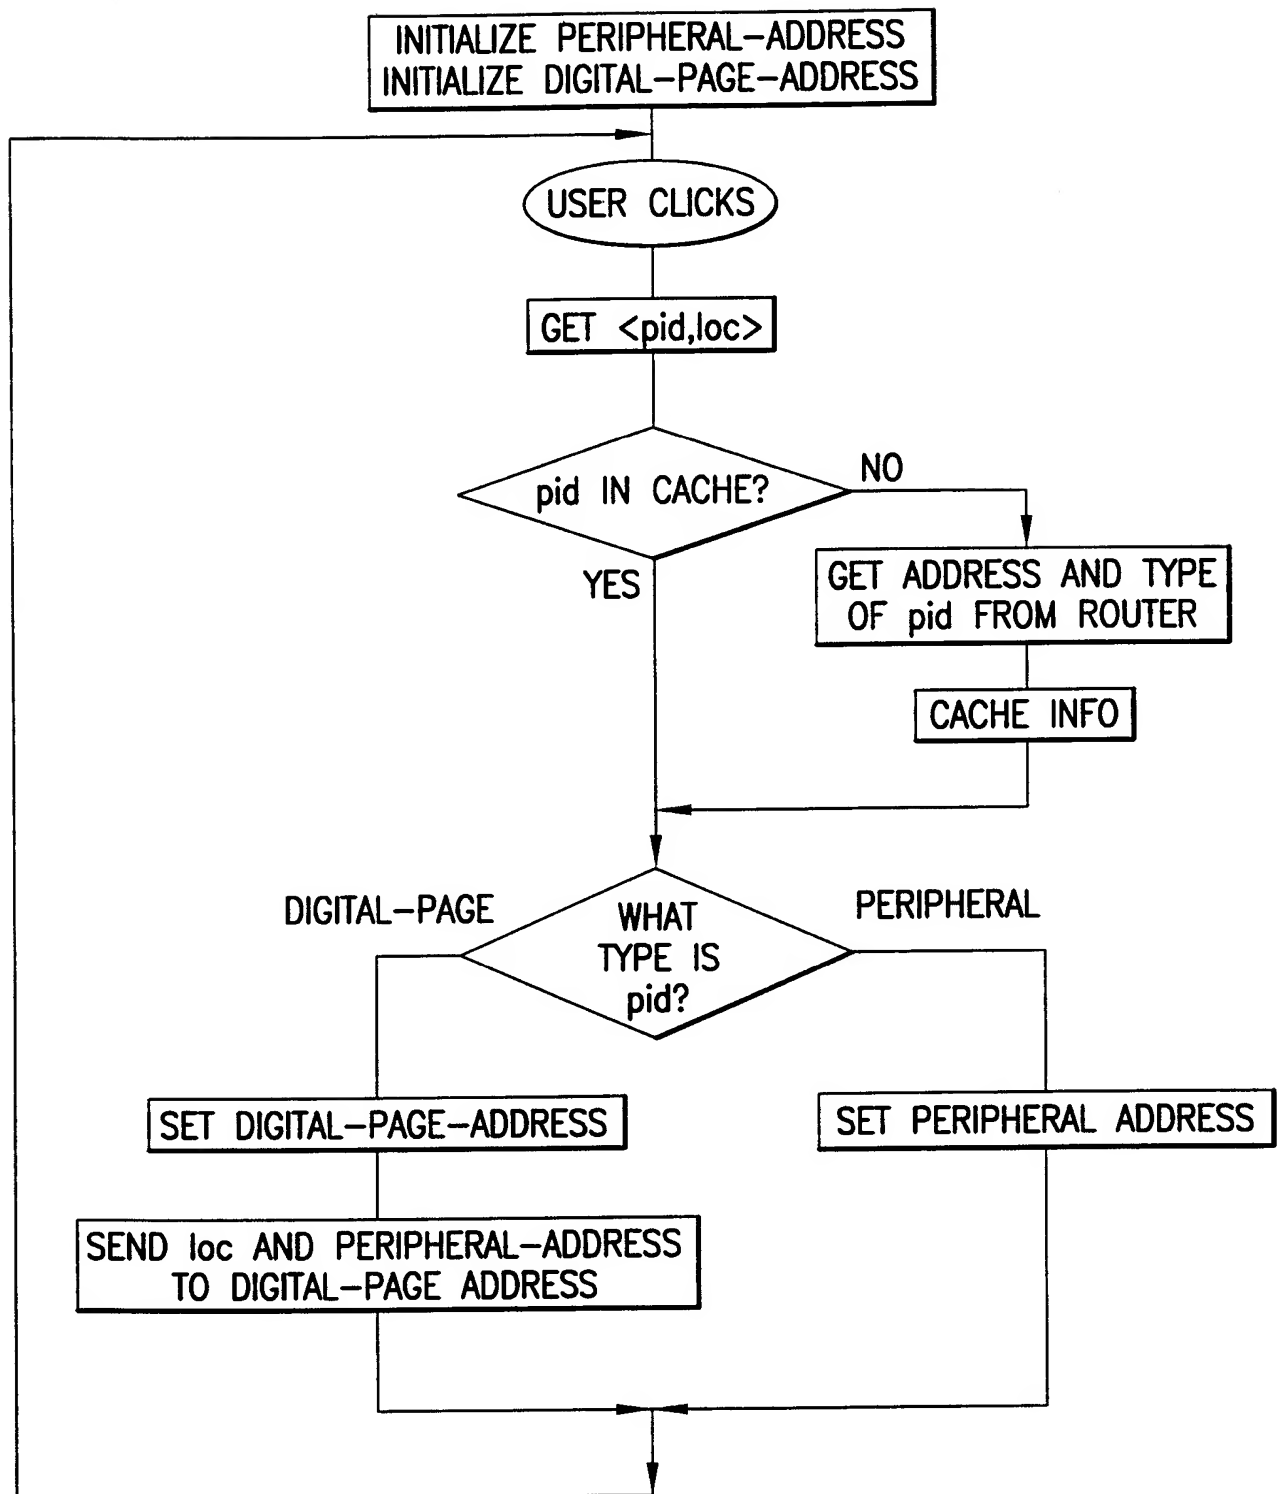 INITIALIZE PERIPHERAL-ADDRESS
INITIALIZE DIGITAL-PAGE-ADDRESS
USER CLICKS
GET <pid,loc>
pid IN CACHE?
NO
YES
GET ADDRESS AND TYPE
OF pid FROM ROUTER
CACHE INFO
DIGITAL-PAGE
WHAT
TYPE IS
pid?
PERIPHERAL
SET DIGITAL-PAGE-ADDRESS
SET PERIPHERAL ADDRESS
SEND loc AND PERIPHERAL-ADDRESS
TO DIGITAL-PAGE ADDRESS